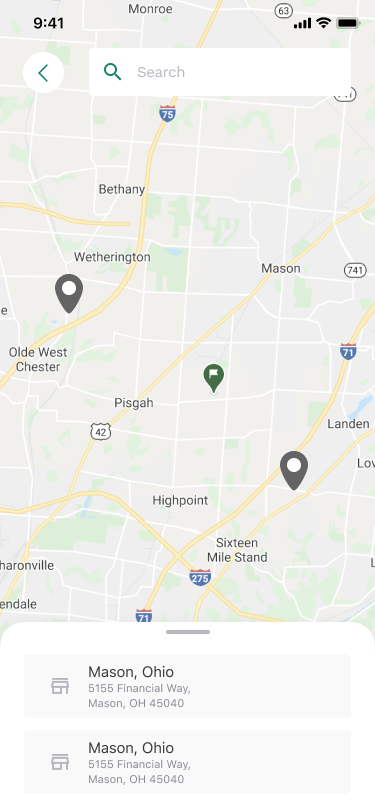 Monroe
63
9:41
Search
741
75
Bethany
Wetherington
Mason
741
e
71
Olde West
Chester
Pisgah
42
Landen
Lov
Highpoint
Sixteen
Mile Stand
haronville
275
endale
71
Mason, Ohio
5155 Financial Way,
Mason, OH 45040
Mason, Ohio
5155 Financial Way,
Mason, OH 45040